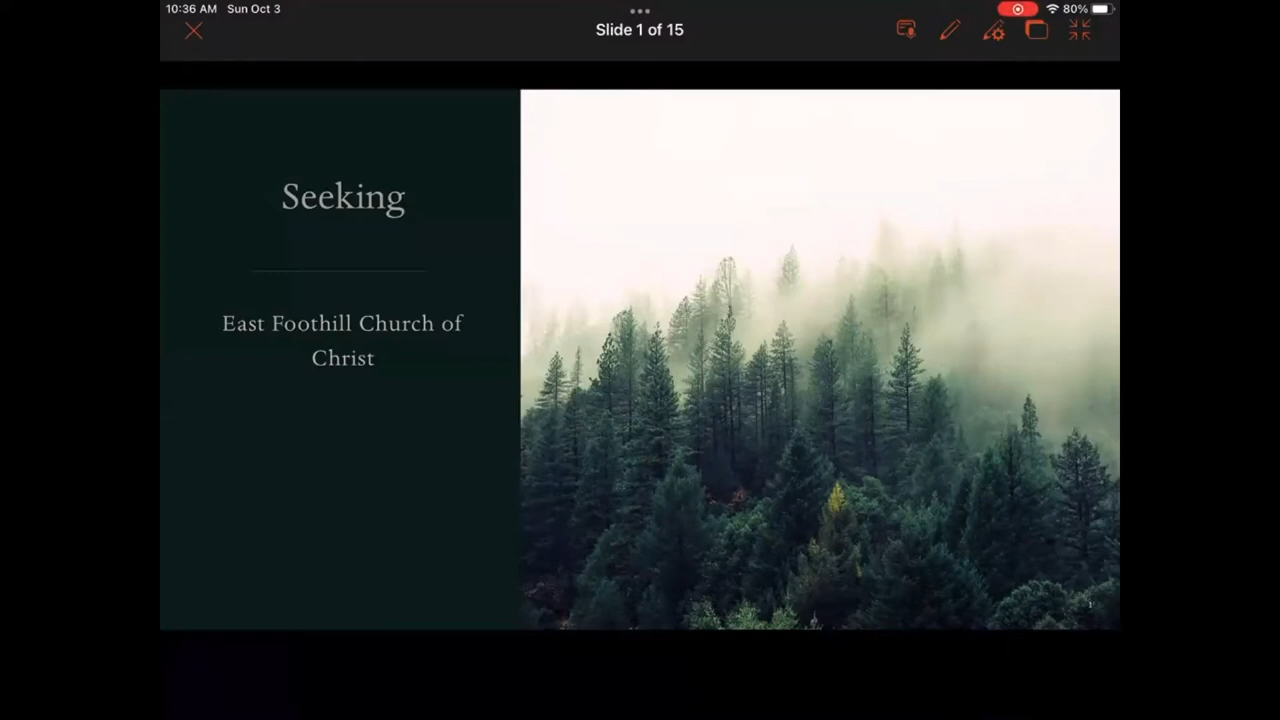 10:36 AM Sun Oct 3
80%
Slide 1 of 15
Seeking
East Foothill Church of
Christ